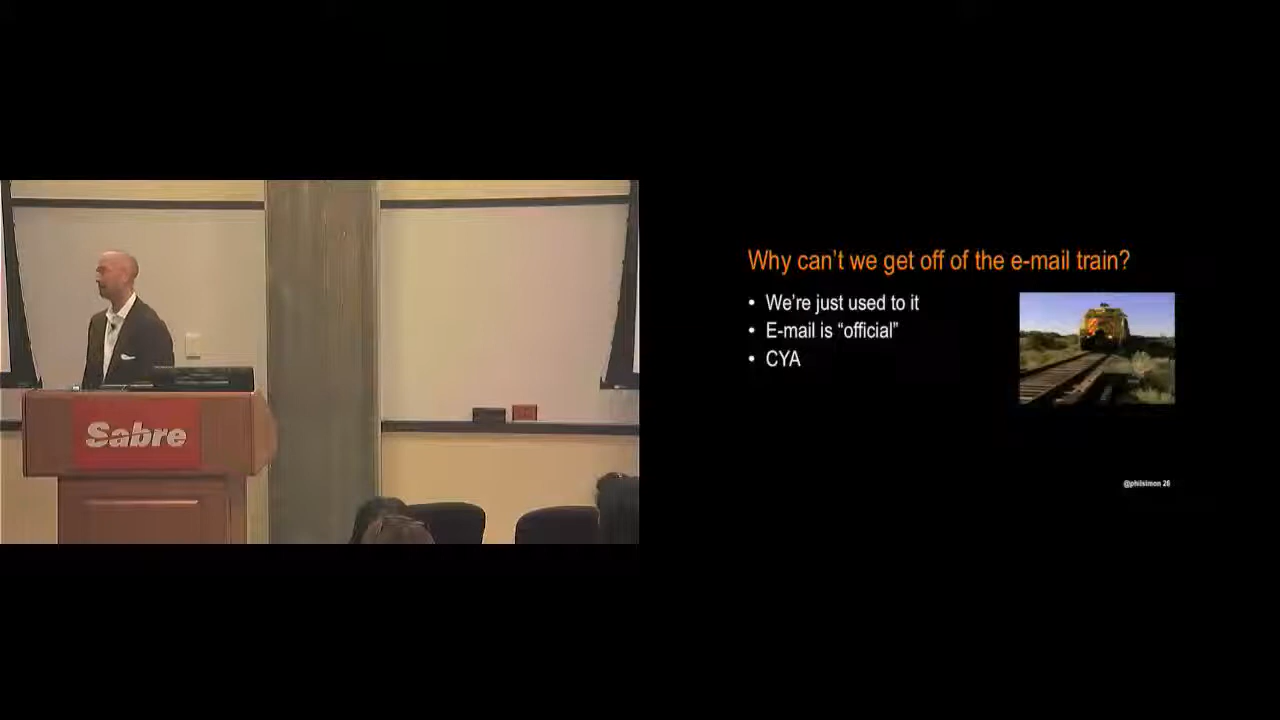 Sabre
Why can't we get off of the e-mail train?
• We're just used to it
• E-mail is “official”
• CYA
@philsimon 26